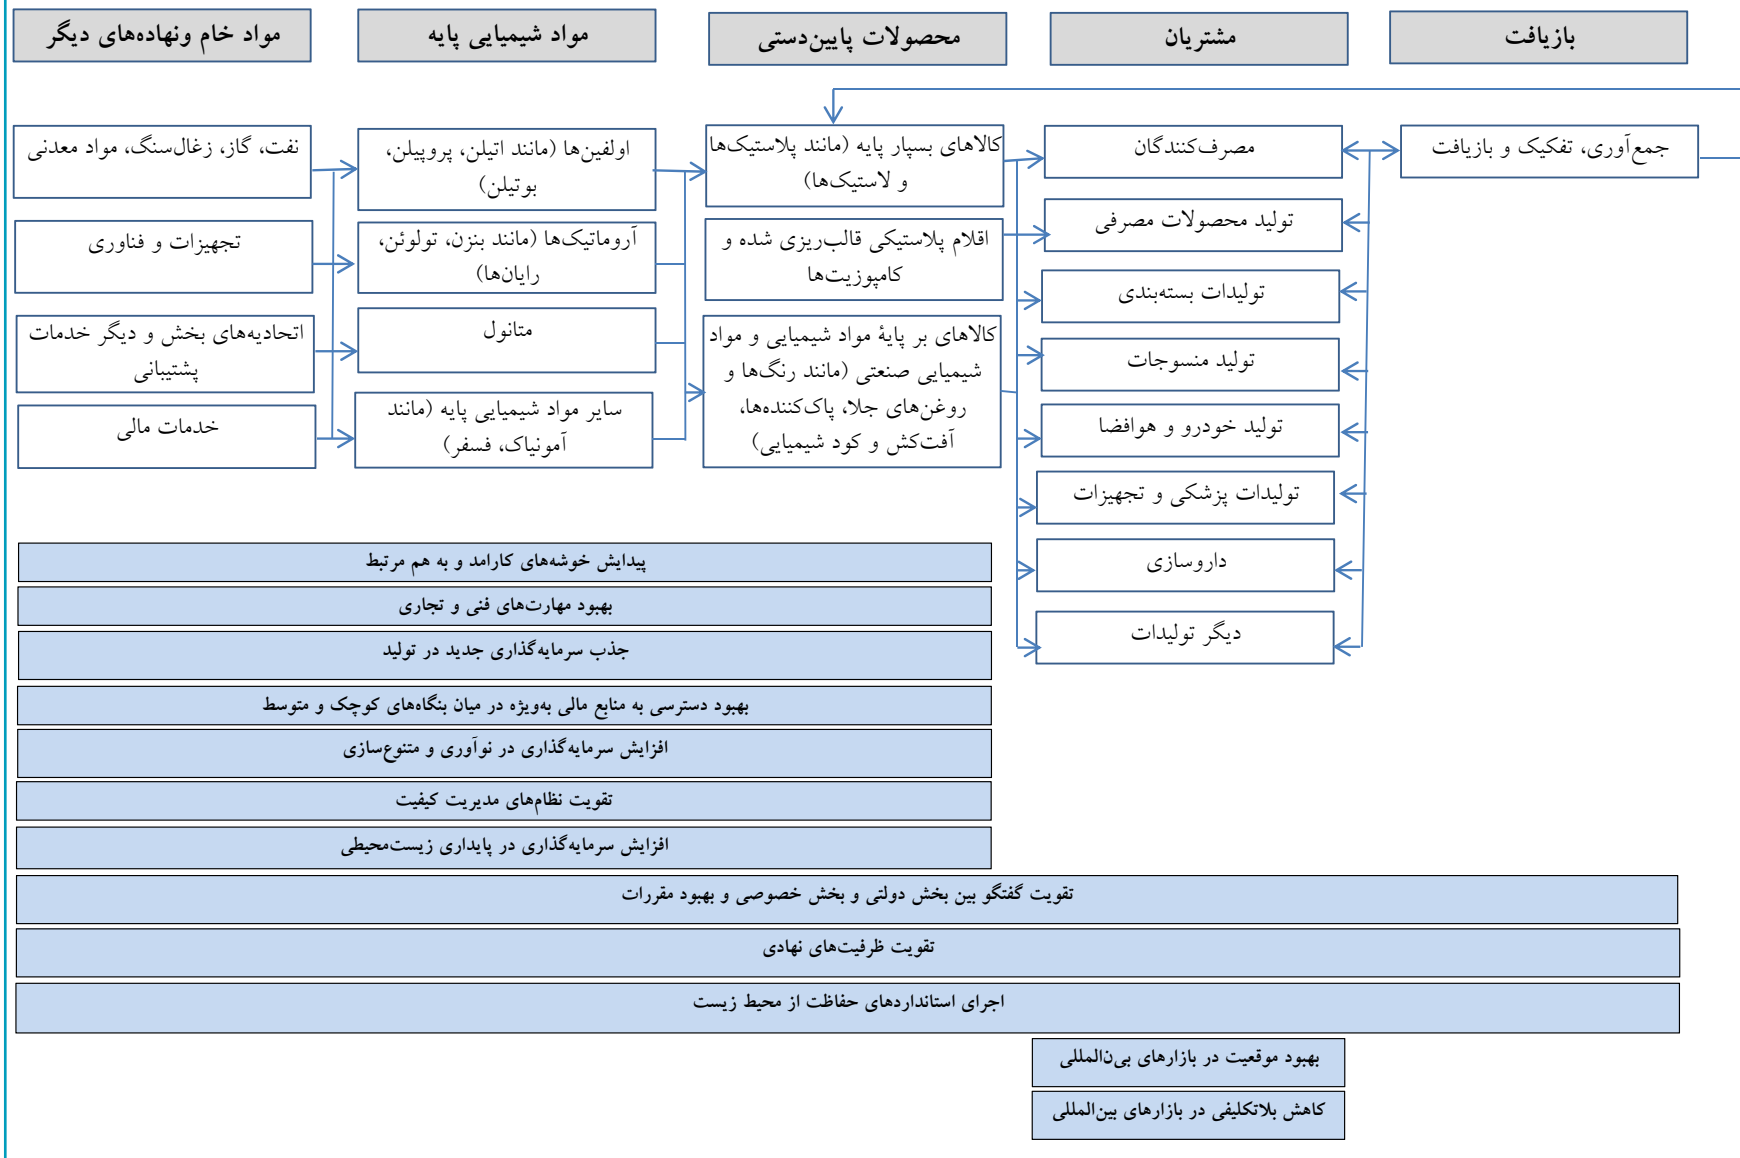 مواد خام ونهاده‌های دیگر
مواد شیمیایی پایه
محصولات پایین‌دستی
مشتریان
بازیافت
نفت، گاز، زغال‌سنگ، مواد معدنی
تجهیزات و فناوری
اتحادیه‌های بخش و دیگر خدمات
پشتیبانی
خدمات مالی
اولفین‌ها (مانند اتیلن، پروپیلن،
بوتیلن)
آروماتیک‌ها (مانند بنزن، تولوئن،
رایان‌ها)
متانول
سایر مواد شیمیایی پایه (مانند
آمونیاک، فسفر)
کالاهای بسپار پایه (مانند پلاستیک‌ها
و لاستیک‌ها)
اقلام پلاستیکی قالب‌ریزی شده و
کامپوزیت‌ها
کالاهای بر پایۀ مواد شیمیایی و مواد
شیمیایی صنعتی (مانند رنگ‌ها و
روغن‌های جلا، پاک‌کننده‌ها،
آفت‌کش و کود شیمیایی)
مصرف‌کنندگان
تولید محصولات مصرفی
تولیدات بسته‌بندی
تولید منسوجات
تولید خودرو و هوافضا
تولیدات پزشکی و تجهیزات
داروسازی
دیگر تولیدات
جمع‌آوری، تفکیک و بازیافت
پیدایش خوشه‌های کارامد و به هم مرتبط
بهبود مهارت‌های فنی و تجاری
جذب سرمایه‌گذاری جدید در تولید
بهبود دسترسی به منابع مالی به‌ویژه در میان بنگاه‌های کوچک و متوسط
افزایش سرمایه‌گذاری در نوآوری و متنوع‌سازی
تقویت نظام‌های مدیریت کیفیت
افزایش سرمایه‌گذاری در پایداری زیست‌محیطی
تقویت گفتگو بین بخش دولتی و بخش خصوصی و بهبود مقررات
تقویت ظرفیت‌های نهادی
اجرای استانداردهای حفاظت از محیط زیست
بهبود موقعیت در بازارهای بی‌ن‌المللی
کاهش بلاتکلیفی در بازارهای بین‌المللی